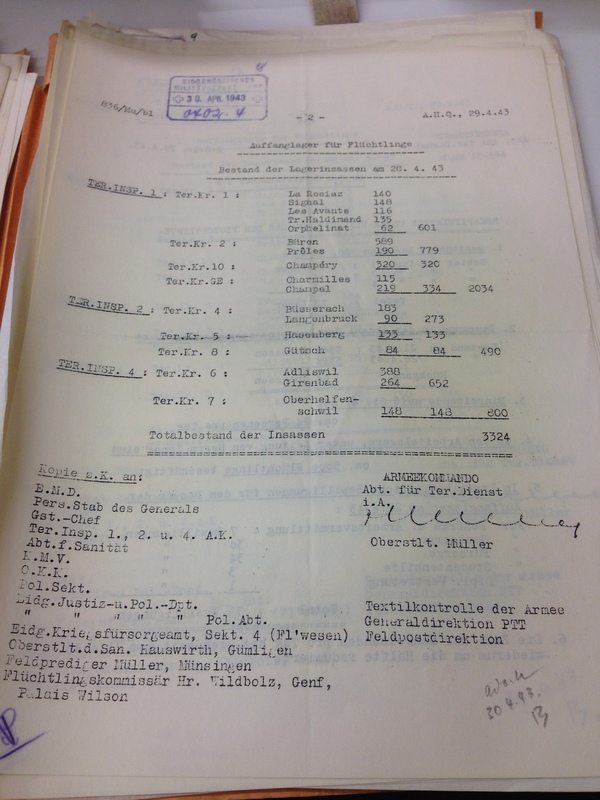 30. APR. 1943
- 2 -
A.H.Q., 29.4.43
Auffanglager für Flüchtlinge
Bestand der Lagerinsassen am 28. 4. 43
TER.INSP. 1 : Ter.Kr. 1 : La Rosiaz 140
Signal 148
Les Avants 116
Tr.Haldimand 135
Orphelinat 62 601
Ter.Kr. 2 : Büren 589
Prêles 190 779
Ter.Kr.10 : Champéry 320 320
Ter.Kr.GE : Charmilles 115
Champel 219 334 2034
TER.INSP. 2 : Ter.Kr. 4 : Büsserach 183
Langenbruck 90 273
Ter.Kr. 5 : Hasenberg 133 133
Ter.Kr. 8 : Gütsch 84 84 490
TER.INSP. 4 : Ter.Kr. 6 : Adliswil 388
Girenbad 264 652
Ter.Kr. 7 : Oberhelfen-
schwil 148 148 800
Totalbestand der Insassen 3324
Kopie z.K. an:
E.M.D.
Pers.Stab des Generals
Gst.-Chef
Ter.Insp. 1., 2. u. 4. A.K.
Abt.f.Sanität
K.M.V.
O.K.K.
Pol.Sekt.
Eidg.Justiz-u.Pol.-Dpt.
" " " " Pol.Abt.
Eidg.Kriegsfürsorgeamt, Sekt. 4 (Fl'wesen)
Oberstlt.d.San. Hauswirth, Gümligen
Feldprediger Müller, Münsingen
Flüchtlingskommissär Hr. Wildbolz, Genf,
Palais Wilson
ARMEEKOMMANDO
Abt. für Ter.Dienst
i.A.
Oberstlt. Müller
Textilkontrolle der Armee
Generaldirektion PTT
Feldpostdirektion
30.4.43.